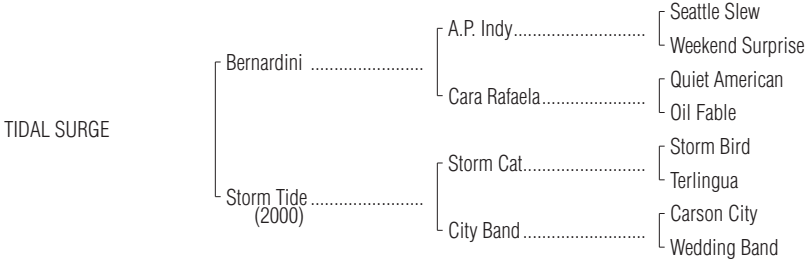 Seattle Slew
A.P. Indy..............................
Weekend Surprise
Bernardini .........................
Quiet American
Cara Rafaela.......................
Oil Fable
TIDAL SURGE
Storm Bird
Storm Cat...........................
Terlingua
Storm Tide .........................
(2000)
Carson City
City Band ...........................
Wedding Band